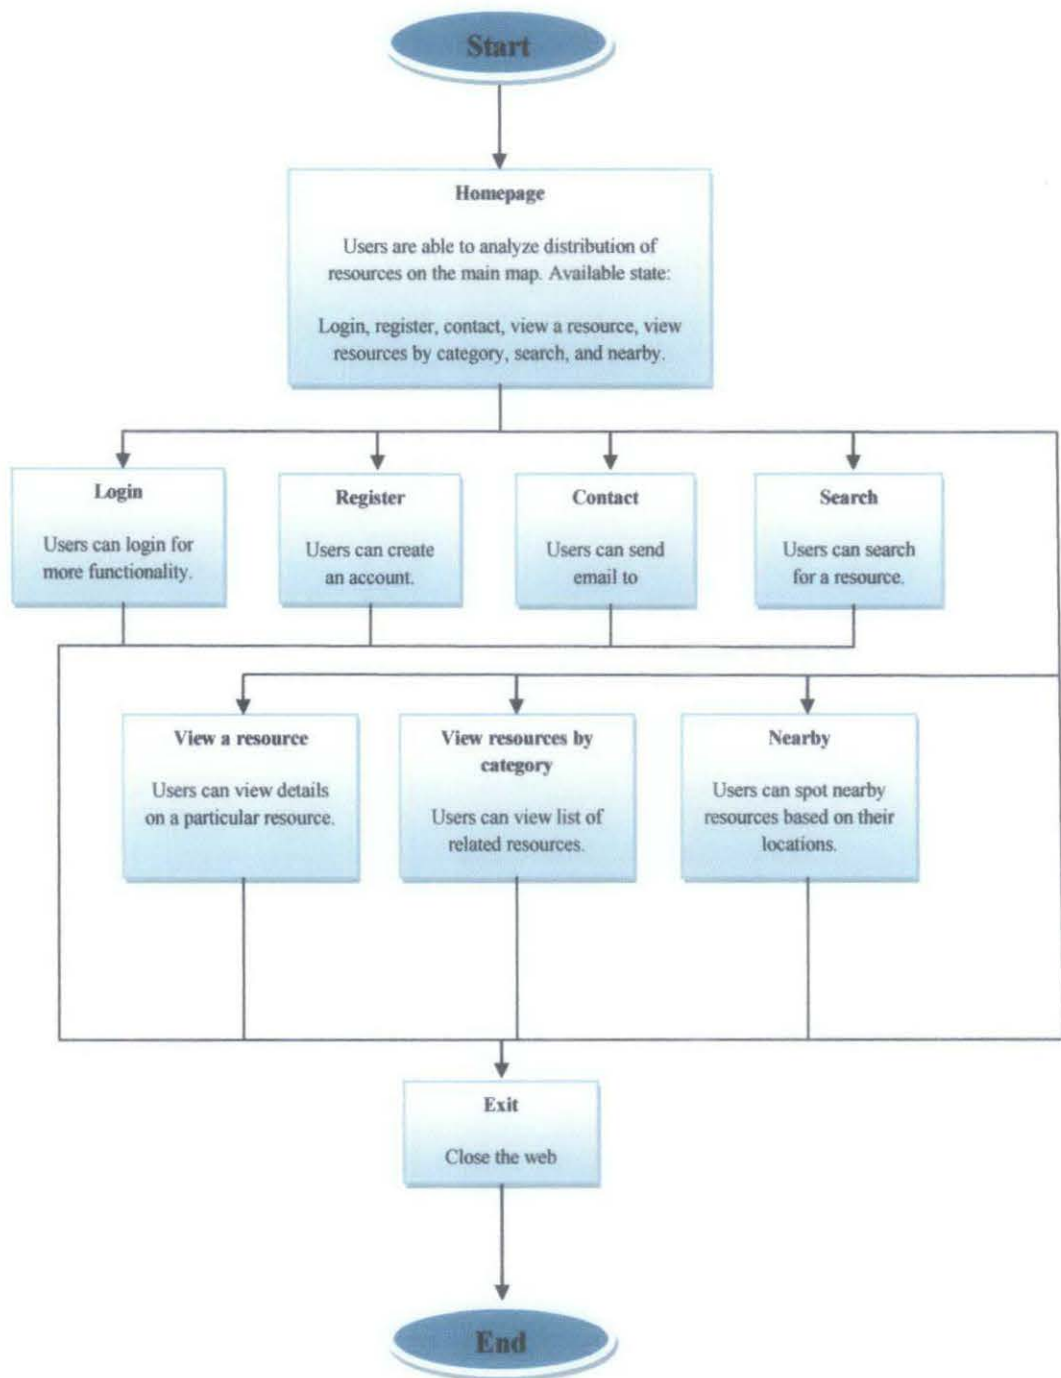 Start
Homepage
Users are able to analyze distribution of
resources on the main map. Available state:
Login, register, contact, view a resource, view
resources by category, search, and nearby.
Login
Users can login for
more functionality.
Register
Users can create
an account.
Contact
Users can send
email to
Search
Users can search
for a resource.
View a resource
Users can view details
on a particular resource.
View resources by
category
Users can view list of
related resources.
Nearby
Users can spot nearby
resources based on their
locations.
Exit
Close the web
End